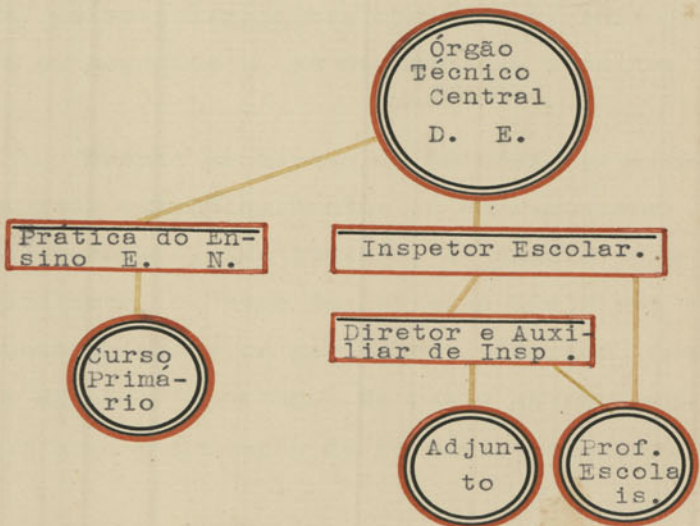 Órgão
Técnico
Central
D. E.
Prática do En-
sino E. N.
Inspetor Escolar.
Diretor e Auxi-
liar de Insp .
Curso
Primá-
rio
Adjun-
to
Prof.
Escola
is.